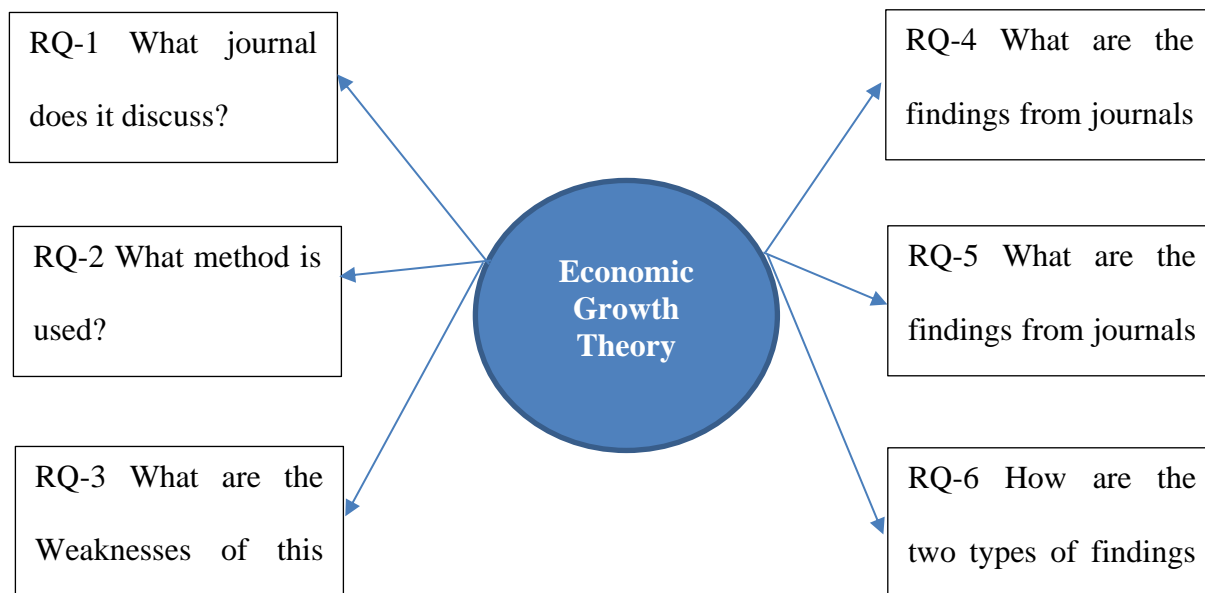 RQ-1 What journal
does it discuss?
RQ-2 What method is
used?
RQ-3 What are the
Weaknesses of this
Economic
Growth
Theory
RQ-4 What are the
findings from journals
RQ-5 What are the
findings from journals
RQ-6 How are the
two types of findings